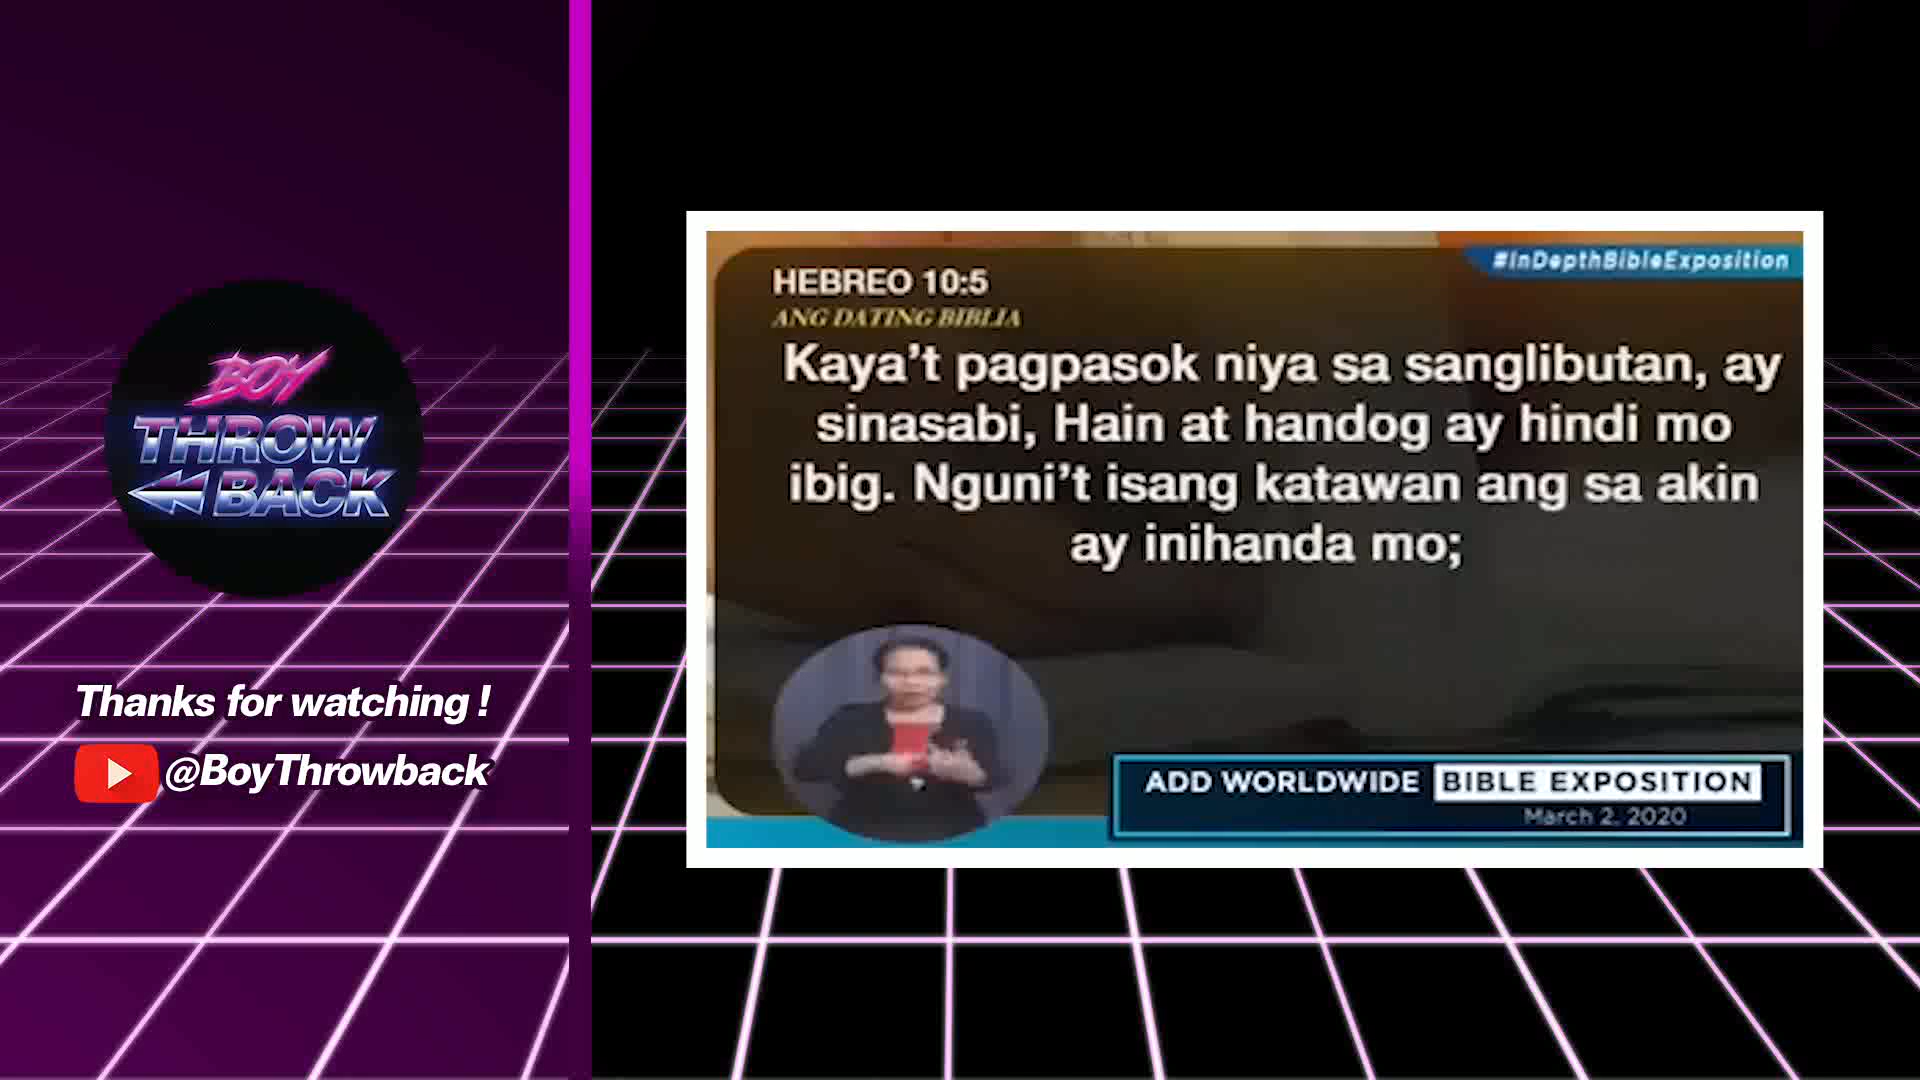 BOY
THROW
BACK
Thanks for watching !
@BoyThrowback
#InDepthBibleExposition
HEBREO 10:5
ANG DATING BIBLIA
Kaya't pagpasok niya sa sanglibutan, ay
sinasabi, Hain at handog ay hindi mo
ibig. Nguni't isang katawan ang sa akin
ay inihanda mo;
ADD WORLDWIDE BIBLE EXPOSITION
March 2, 2020